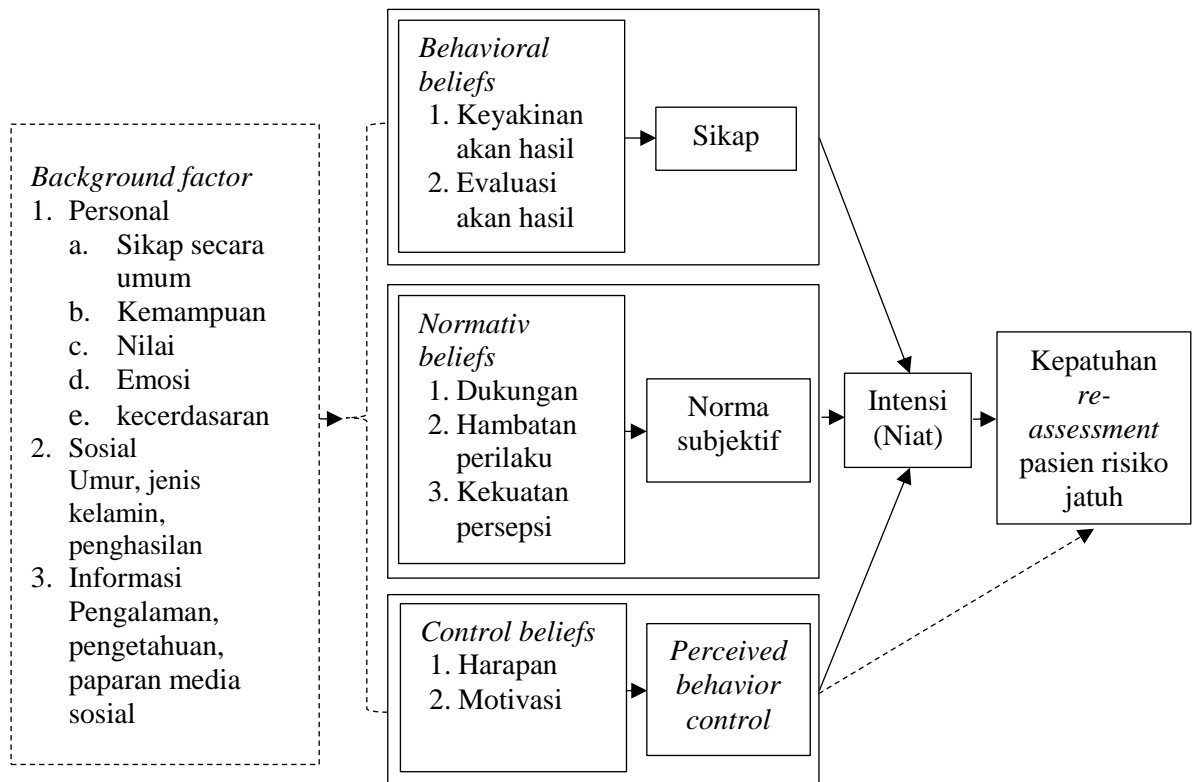 Background factor
1. Personal
a. Sikap secara
umum
b. Kemampuan
c. Nilai
d. Emosi
e. kecerdasaran
2. Sosial
Umur, jenis
kelamin,
penghasilan
3. Informasi
Pengalaman,
pengetahuan,
paparan media
sosial
Behavioral
beliefs
1. Keyakinan
akan hasil
2. Evaluasi
akan hasil
Sikap
Normativ
beliefs
1. Dukungan
2. Hambatan
perilaku
3. Kekuatan
persepsi
Norma
subjektif
Control beliefs
1. Harapan
2. Motivasi
Perceived
behavior
control
Intensi
(Niat)
Kepatuhan
re-
assessment
pasien risiko
jatuh